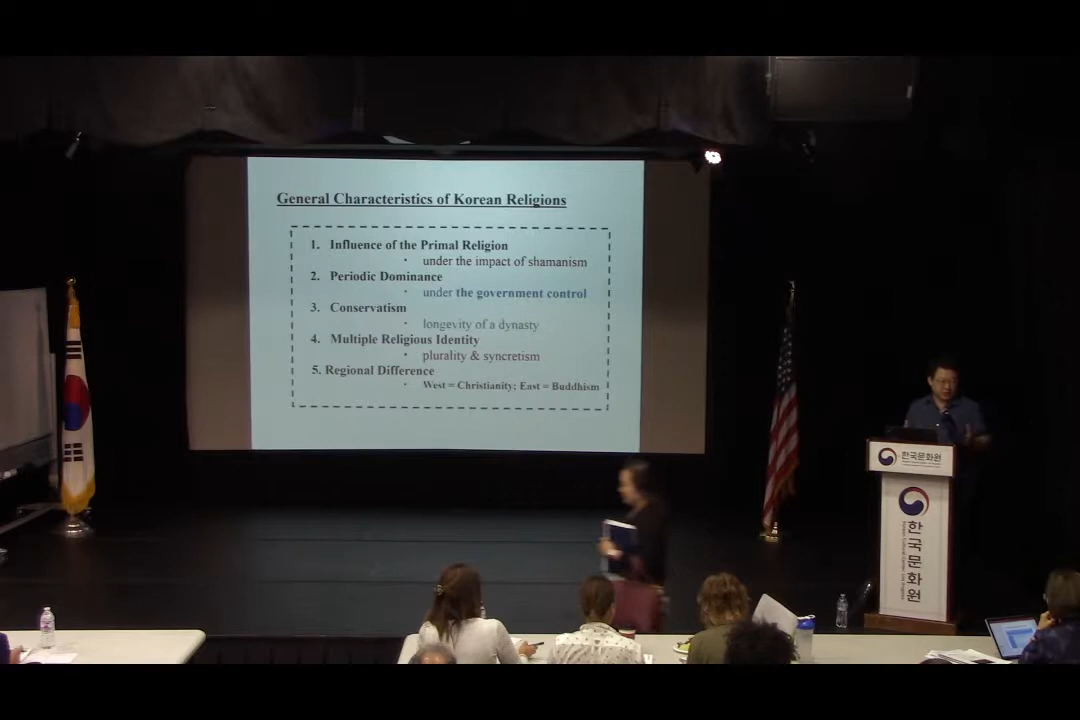 General Characteristics of Korean Religions
1. Influence of the Primal Religion
· under the impact of shamanism
2. Periodic Dominance
· under the government control
3. Conservatism
· longevity of a dynasty
4. Multiple Religious Identity
· plurality & syncretism
5. Regional Difference
· West = Christianity; East = Buddhism
한국문화원
한국문화원